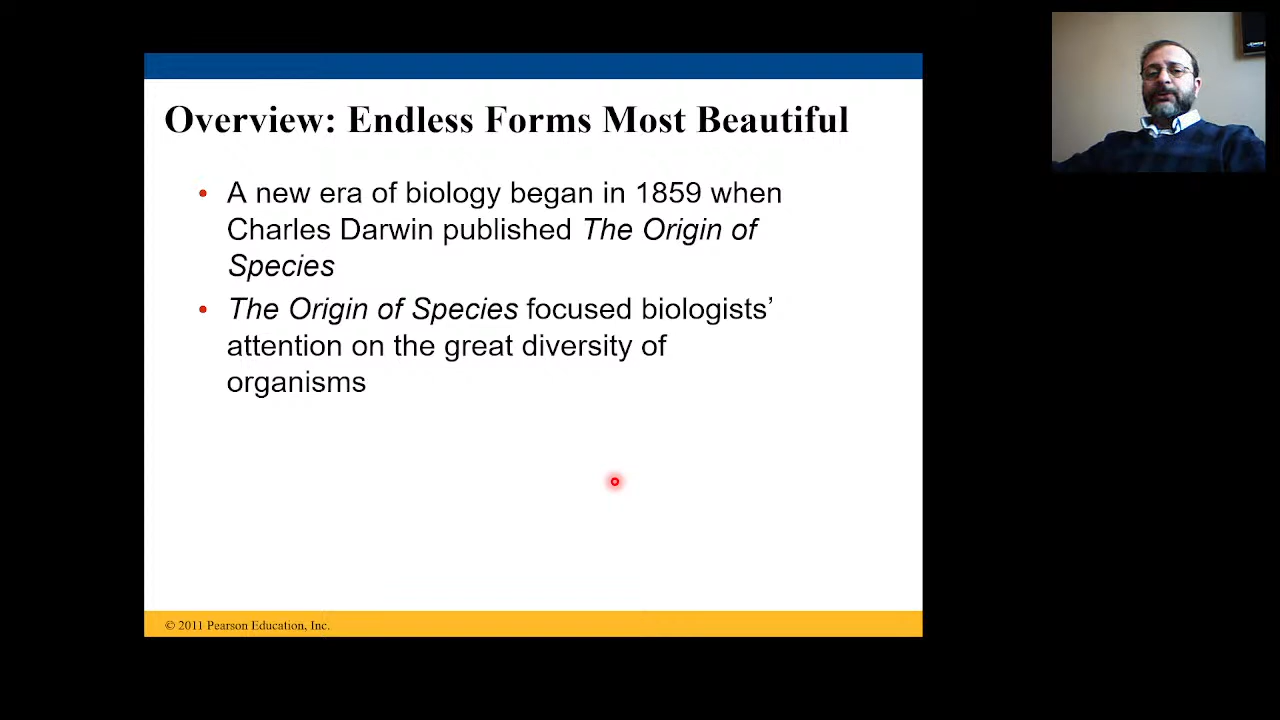 Overview: Endless Forms Most Beautiful
• A new era of biology began in 1859 when
Charles Darwin published The Origin of
Species
• The Origin of Species focused biologists’
attention on the great diversity of
organisms
© 2011 Pearson Education, Inc.